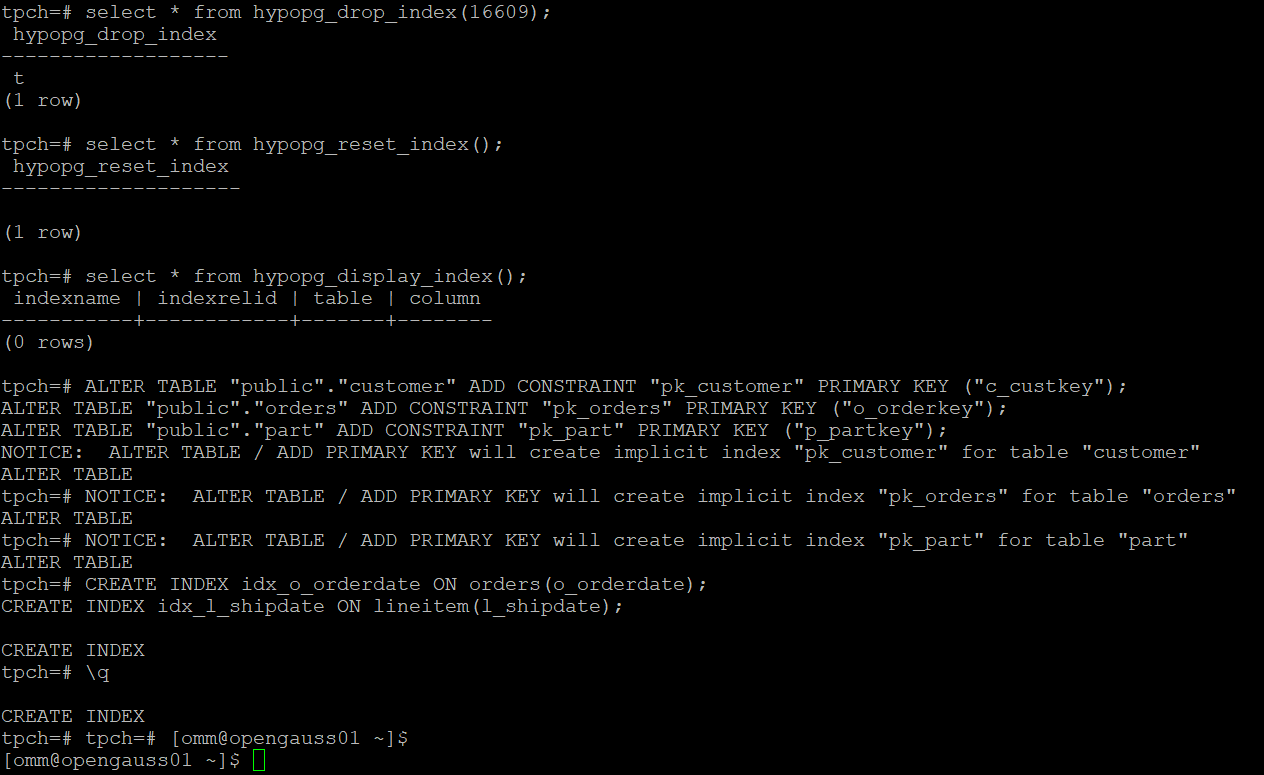 tpch=# select * from hypopg_drop_index(16609);
 hypopg_drop_index
-------------------
 t
(1 row)

tpch=# select * from hypopg_reset_index();
 hypopg_reset_index
--------------------

(1 row)

tpch=# select * from hypopg_display_index();
 indexname | indexrelid | table | column
-----------+------------+-------+--------
(0 rows)

tpch=# ALTER TABLE "public"."customer" ADD CONSTRAINT "pk_customer" PRIMARY KEY ("c_custkey");
ALTER TABLE "public"."orders" ADD CONSTRAINT "pk_orders" PRIMARY KEY ("o_orderkey");
ALTER TABLE "public"."part" ADD CONSTRAINT "pk_part" PRIMARY KEY ("p_partkey");
NOTICE:  ALTER TABLE / ADD PRIMARY KEY will create implicit index "pk_customer" for table "customer"
ALTER TABLE
tpch=# NOTICE:  ALTER TABLE / ADD PRIMARY KEY will create implicit index "pk_orders" for table "orders"
ALTER TABLE
tpch=# NOTICE:  ALTER TABLE / ADD PRIMARY KEY will create implicit index "pk_part" for table "part"
ALTER TABLE
tpch=# CREATE INDEX idx_o_orderdate ON orders(o_orderdate);
CREATE INDEX idx_l_shipdate ON lineitem(l_shipdate);

CREATE INDEX
tpch=# \q

CREATE INDEX
tpch=# tpch=# [omm@opengauss01 ~]$
[omm@opengauss01 ~]$